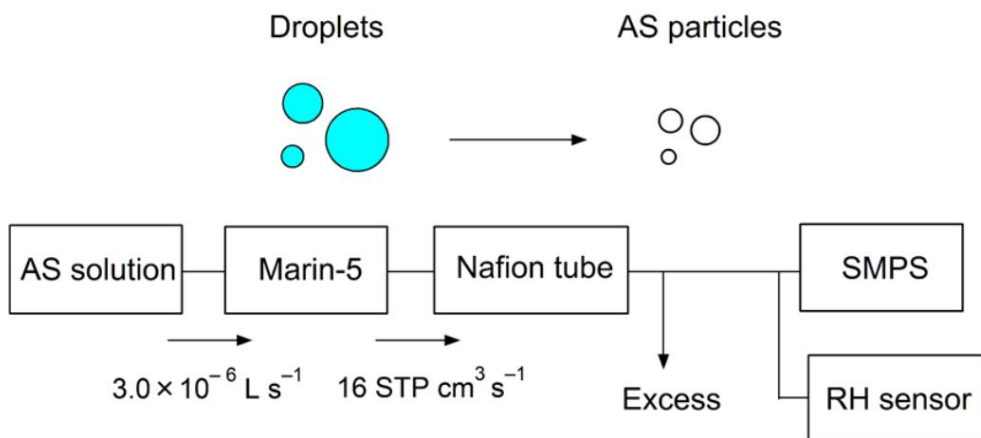 Droplets
AS particles
AS solution
Marin-5
Nafion tube
SMPS
3.0 × 10⁻⁶ L s⁻¹
16 STP cm³ s⁻¹
Excess
RH sensor